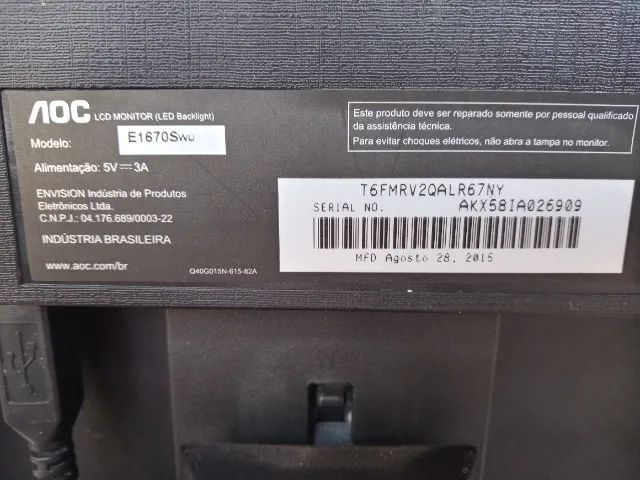 AOC LCD MONITOR (LED Backlight)
Modelo: E1670Swu
Alimentação: 5V⎓3A
ENVISION Indústria de Produtos
Eletrônicos Ltda.
C.N.P.J.: 04.176.689/0003-22
INDÚSTRIA BRASILEIRA
www.aoc.com/br
Q40G015N-615-82A
Este produto deve ser reparado somente por pessoal qualificado
da assistência técnica.
Para evitar choques elétricos, não abra a tampa no monitor.
T6FMRV2QALR67NY
SERIAL NO. AKX58IA026909
MFD Agosto 28, 2015